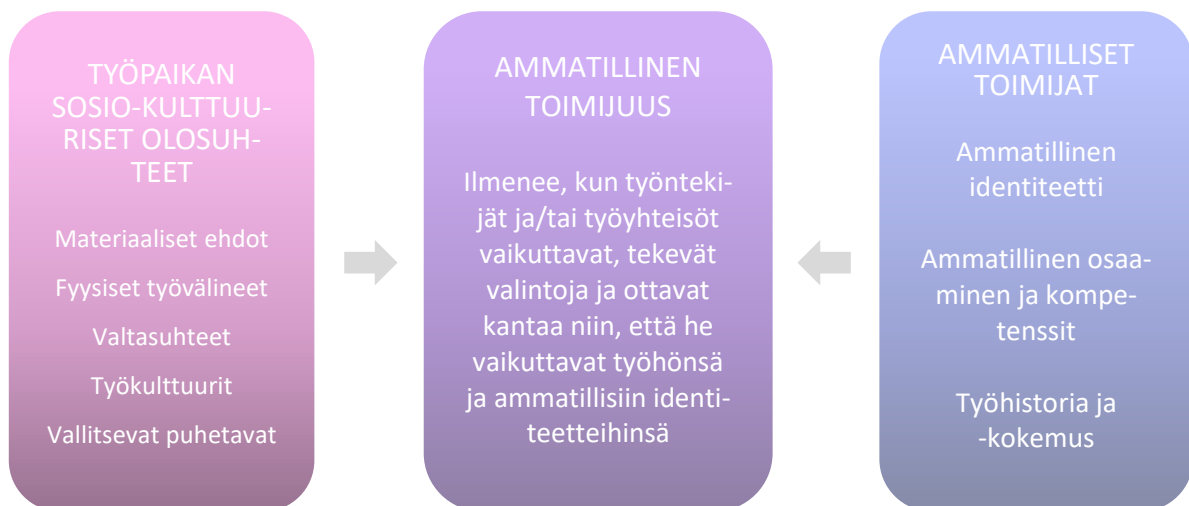 TYÖPAIKAN
SOSIO-KULTTUU-
RISET OLOSUH-
TEET
Materiaaliset ehdot
Fyysiset työvälineet
Valtasuhteet
Työkulttuurit
Vallitsevat puhetavat
AMMATILLINEN
TOIMIJUUS
Ilmenee, kun työnteki-
jät ja/tai työyhteisöt
vaikuttavat, tekevät
valintoja ja ottavat
kantaa niin, että he
vaikuttavat työhönsä
ja ammatillisiin identi-
teetteihinsä
AMMATILLISET
TOIMIJAT
Ammatillinen
identiteetti
Ammatillinen osaa-
minen ja kompe-
tenssit
Työhistoria ja
-kokemus